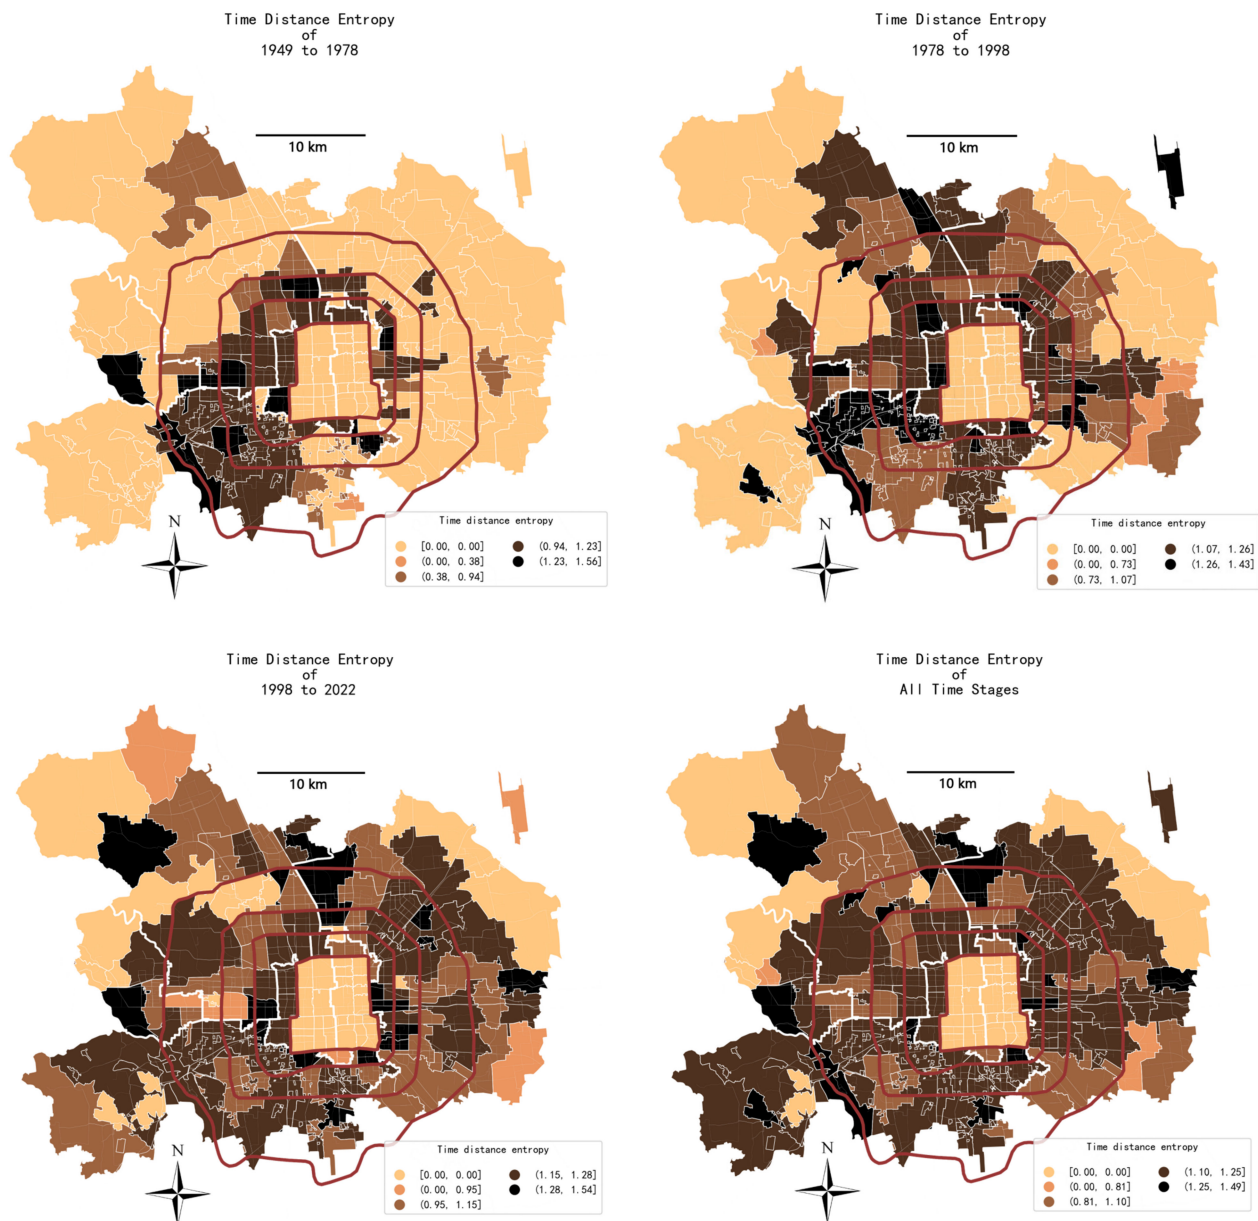 Time Distance Entropy
of
1949 to 1978
10 km
N
Time distance entropy
[0.00, 0.00]
(0.00, 0.38]
(0.38, 0.94]
(0.94, 1.23]
(1.23, 1.56]
Time Distance Entropy
of
1978 to 1998
10 km
N
Time distance entropy
[0.00, 0.00]
(0.00, 0.73]
(0.73, 1.07]
(1.07, 1.26]
(1.26, 1.43]
Time Distance Entropy
of
1998 to 2022
10 km
N
Time distance entropy
[0.00, 0.00]
(0.00, 0.95]
(0.95, 1.15]
(1.15, 1.28]
(1.28, 1.54]
Time Distance Entropy
of
All Time Stages
10 km
N
Time distance entropy
[0.00, 0.00]
(0.00, 0.81]
(0.81, 1.10]
(1.10, 1.25]
(1.25, 1.49]